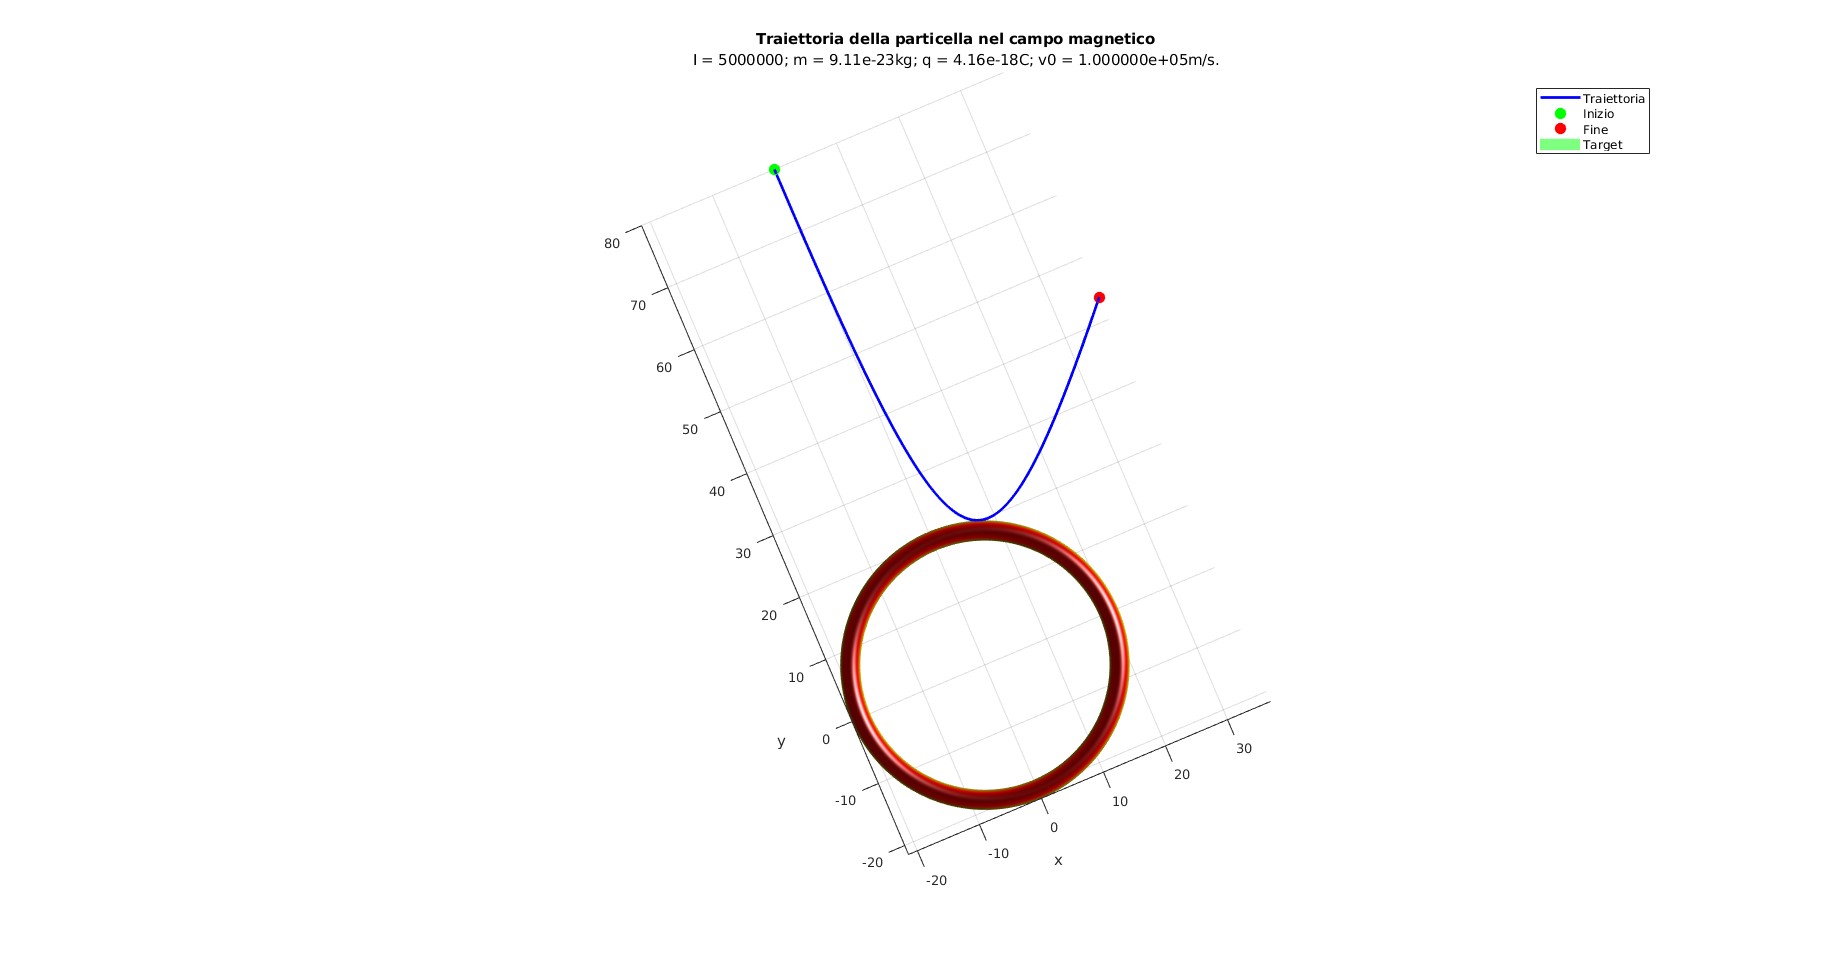 Traiettoria della particella nel campo magnetico
I = 5000000; m = 9.11e-23kg; q = 4.16e-18C; v0 = 1.000000e+05m/s.
Traiettoria
Inizio
Fine
Target
80
70
60
50
40
30
20
10
0
-10
-20
y
-20
-10
0
10
20
30
x